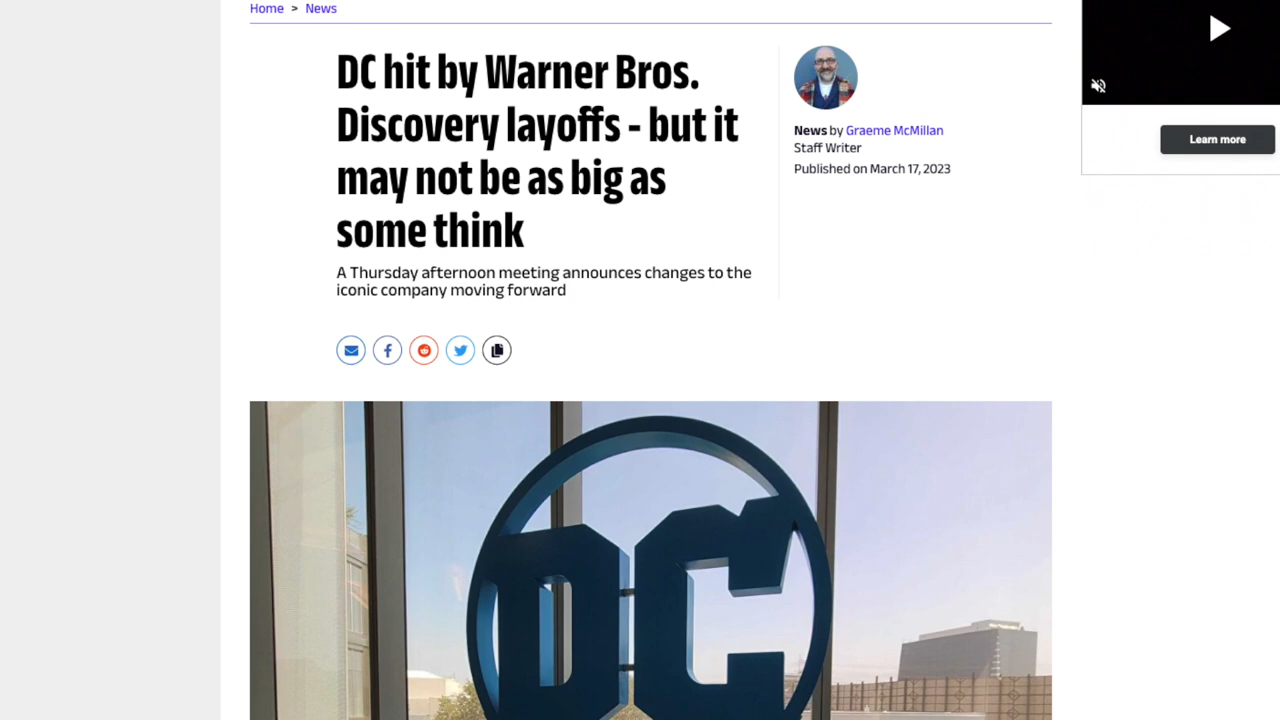 Home > News
DC hit by Warner Bros.
Discovery layoffs - but it
may not be as big as
some think
A Thursday afternoon meeting announces changes to the
iconic company moving forward
News by Graeme McMillan
Staff Writer
Published on March 17, 2023
Learn more
DC